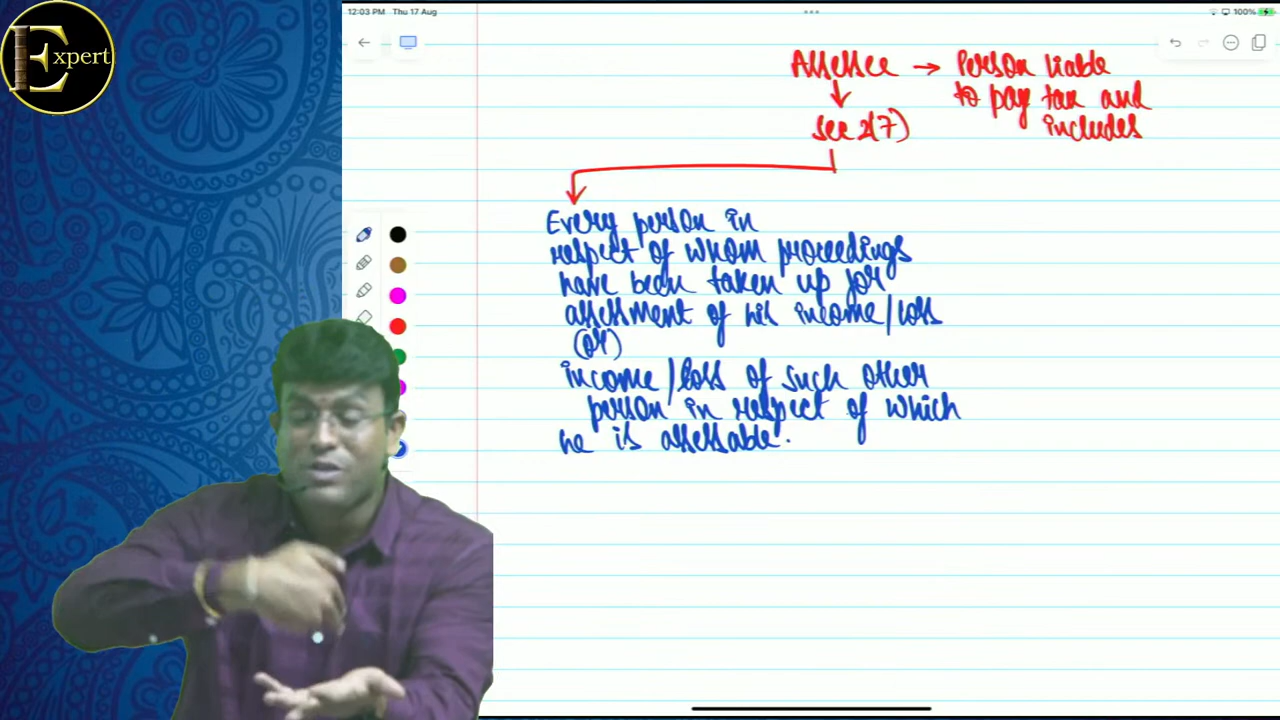 Expert
12:03 PM Thu 17 Aug
100%
Assessee → Person liable
to pay tax and
includes
Sec 2(7)
Every person in
respect of whom proceedings
have been taken up for
assessment of his income/loss
(or)
income/loss of such other
person in respect of which
he is assessable.